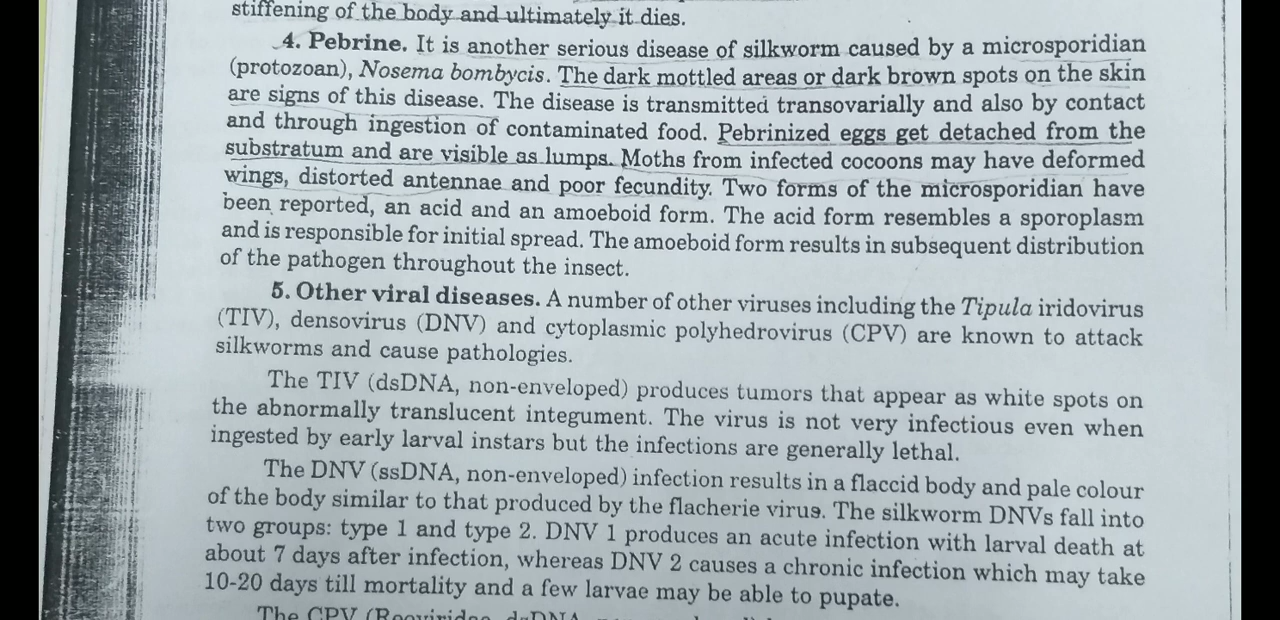 stiffening of the body and ultimately it dies.
4. Pebrine. It is another serious disease of silkworm caused by a microsporidian
(protozoan), Nosema bombycis. The dark mottled areas or dark brown spots on the skin
are signs of this disease. The disease is transmitted transovarially and also by contact
and through ingestion of contaminated food. Pebrinized eggs get detached from the
substratum and are visible as lumps. Moths from infected cocoons may have deformed
wings, distorted antennae and poor fecundity. Two forms of the microsporidian have
been reported, an acid and an amoeboid form. The acid form resembles a sporoplasm
and is responsible for initial spread. The amoeboid form results in subsequent distribution
of the pathogen throughout the insect.
5. Other viral diseases. A number of other viruses including the Tipula iridovirus
(TIV), densovirus (DNV) and cytoplasmic polyhedrovirus (CPV) are known to attack
silkworms and cause pathologies.
The TIV (dsDNA, non-enveloped) produces tumors that appear as white spots on
the abnormally translucent integument. The virus is not very infectious even when
ingested by early larval instars but the infections are generally lethal.
The DNV (ssDNA, non-enveloped) infection results in a flaccid body and pale colour
of the body similar to that produced by the flacherie virus. The silkworm DNVs fall into
two groups: type 1 and type 2. DNV 1 produces an acute infection with larval death at
about 7 days after infection, whereas DNV 2 causes a chronic infection which may take
10-20 days till mortality and a few larvae may be able to pupate.
The CPV (Reoviridae,